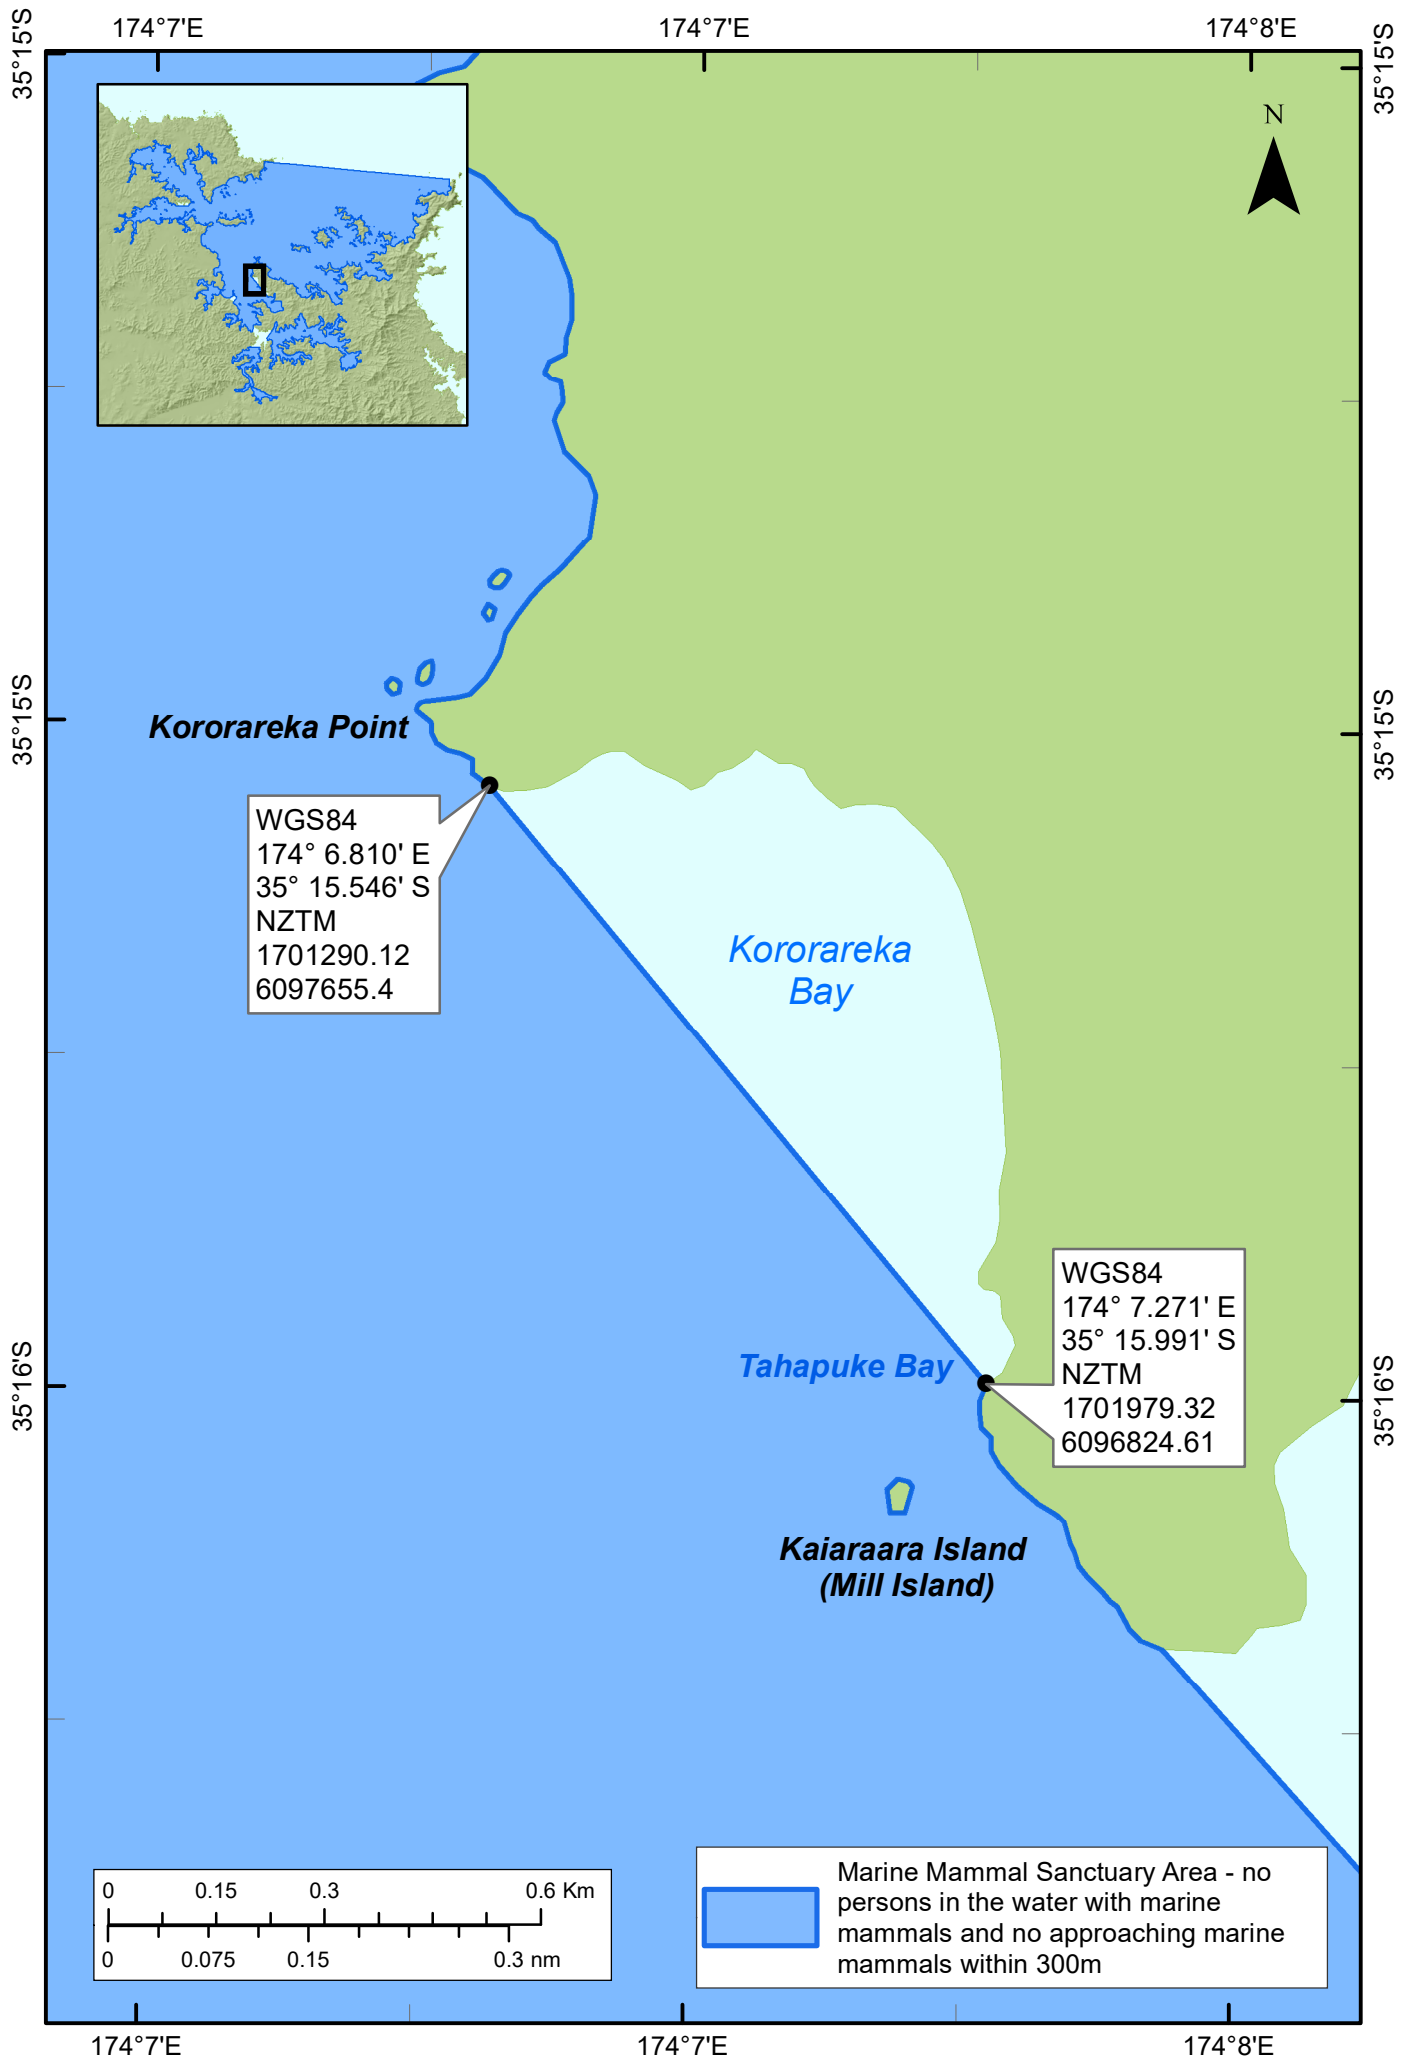 174°7'E
174°7'E
174°8'E
35°15'S
35°15'S
N
35°15'S
35°15'S
Kororareka Point
WGS84
174° 6.810' E
35° 15.546' S
NZTM
1701290.12
6097655.4
Kororareka
Bay
WGS84
174° 7.271' E
35° 15.991' S
NZTM
1701979.32
6096824.61
Tahapuke Bay
35°16'S
35°16'S
Kaiaraara Island
(Mill Island)
0 0.15 0.3 0.6 Km
0 0.075 0.15 0.3 nm
Marine Mammal Sanctuary Area - no
persons in the water with marine
mammals and no approaching marine
mammals within 300m
174°7'E
174°7'E
174°8'E